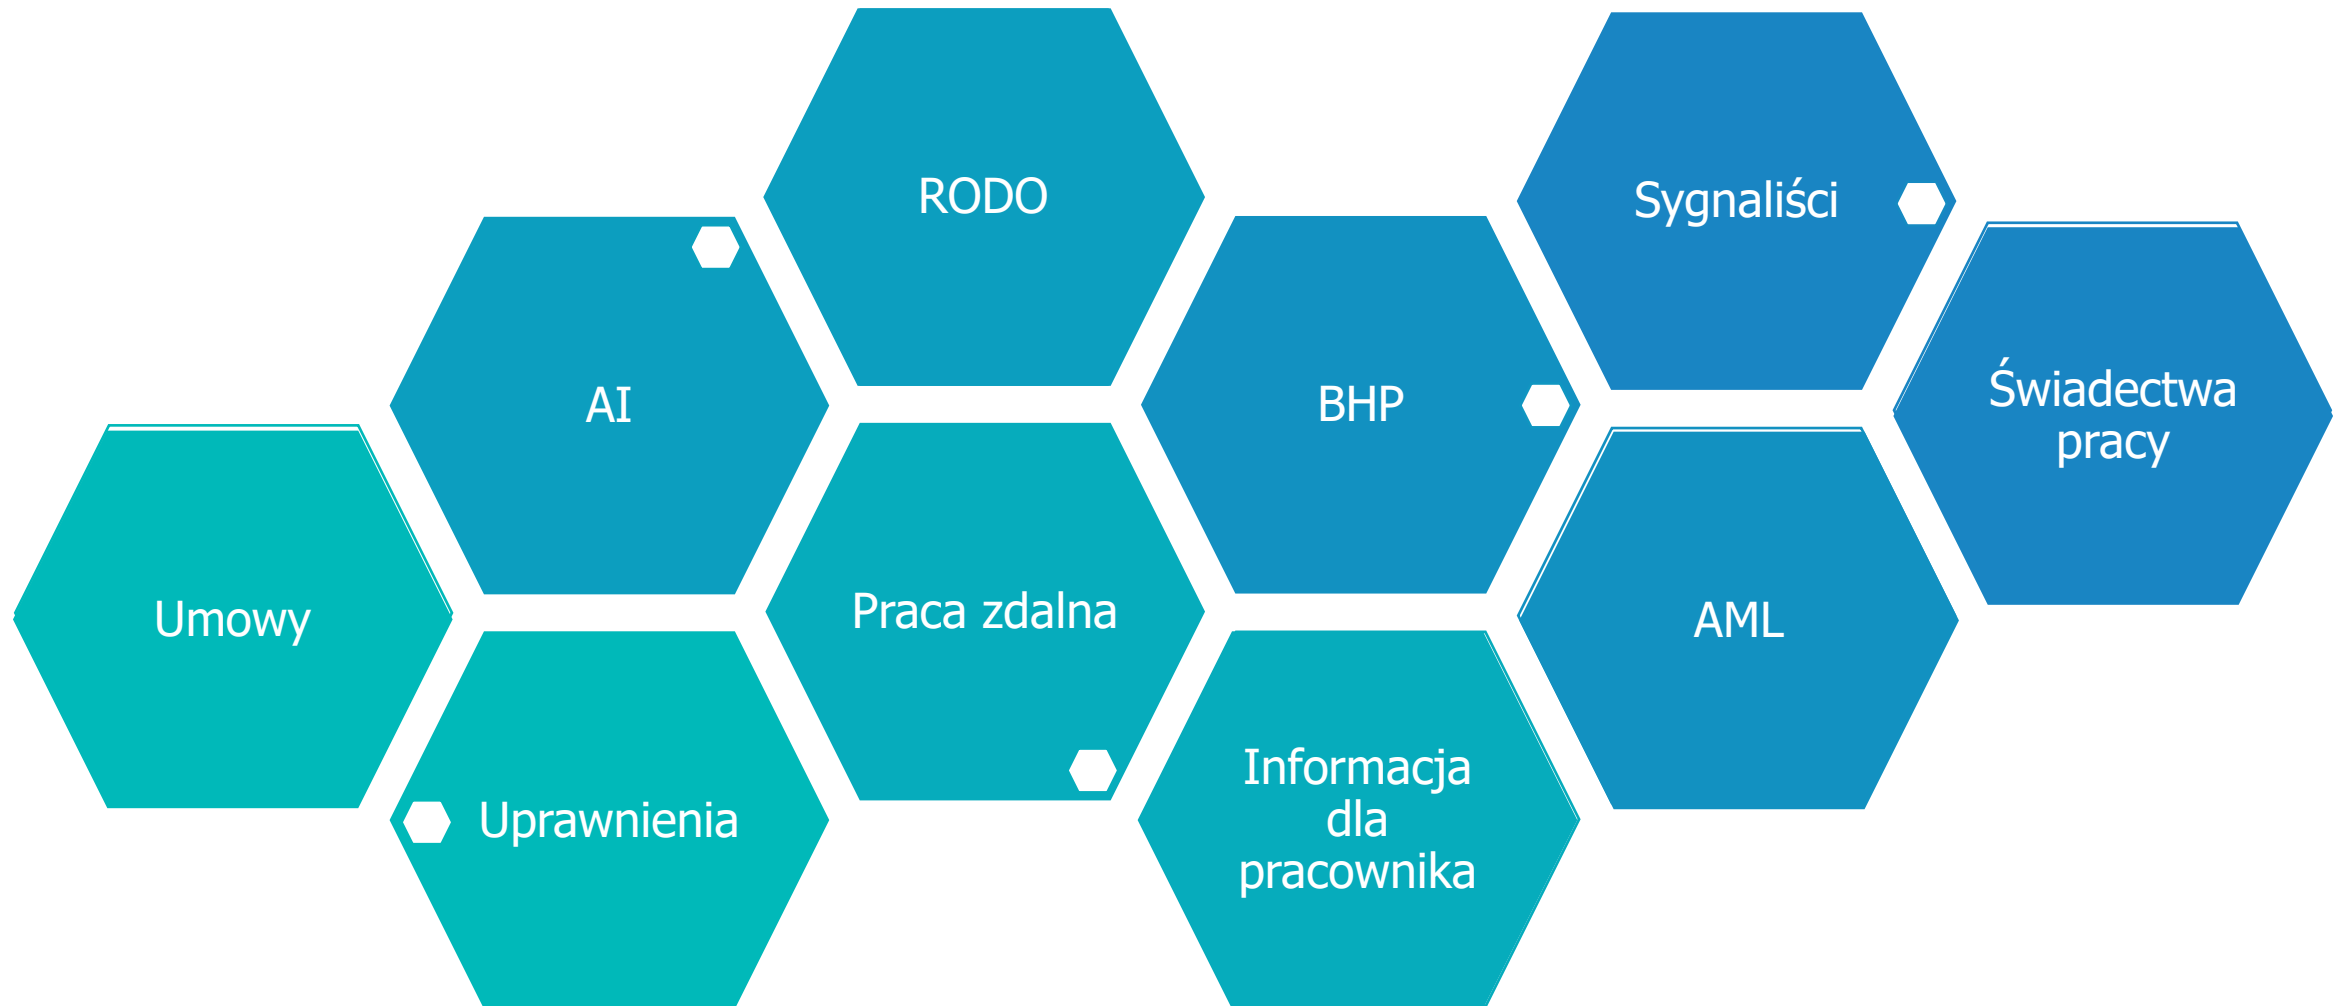 RODO
Sygnaliści
AI
BHP
Świadectwa
pracy
Umowy
Praca zdalna
AML
Uprawnienia
Informacja
dla
pracownika